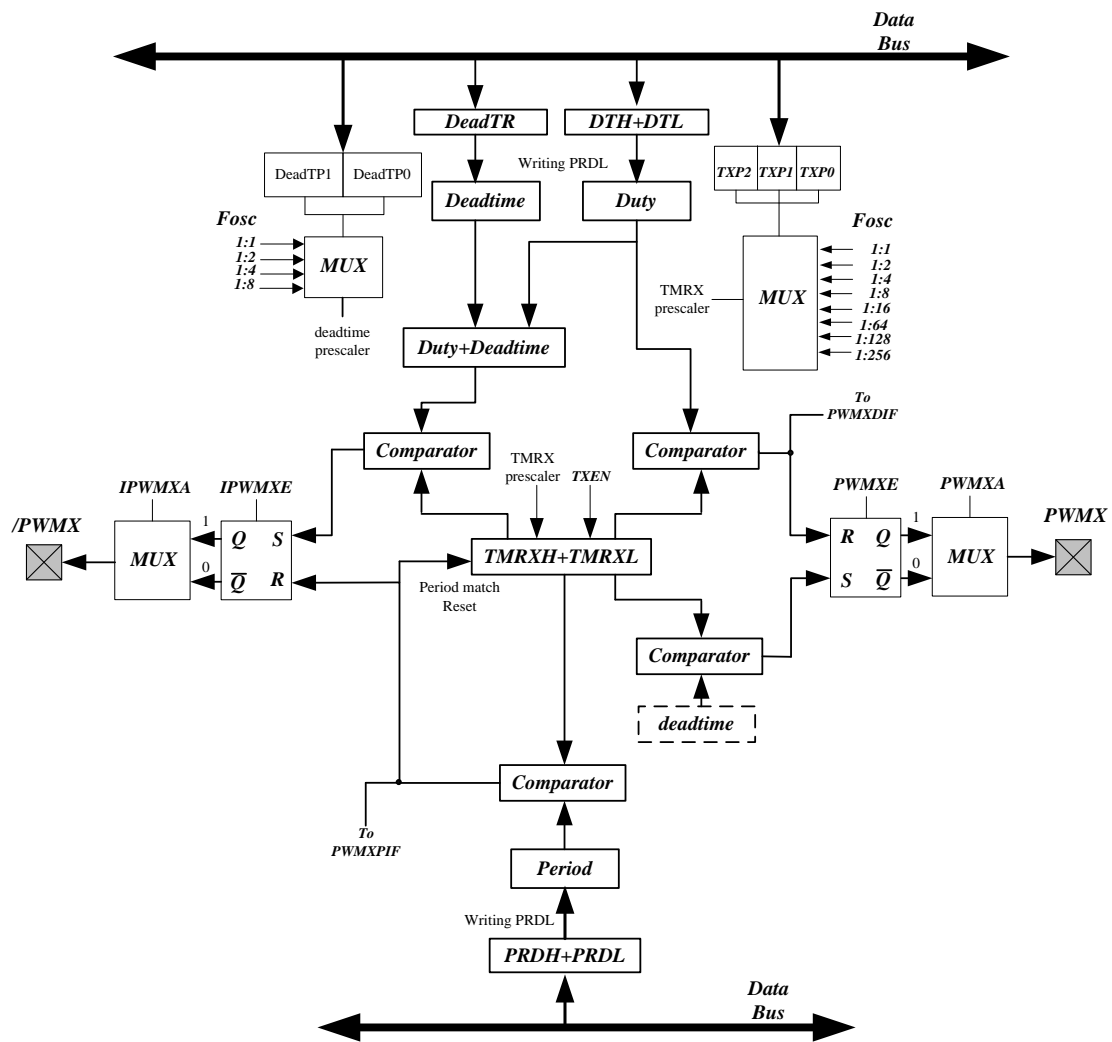 Data
Bus
DeadTR
DTH+DTL
Writing PRDL
DeadTP1
DeadTP0
TXP2
TXP1
TXP0
Deadtime
Duty
Fosc
1:1
1:2
1:4
1:8
MUX
deadtime
prescaler
Fosc
1:1
1:2
1:4
1:8
1:16
1:64
1:128
1:256
MUX
TMRX
prescaler
Duty+Deadtime
To
PWMXDIF
Comparator
Comparator
TMRX
prescaler
TXEN
IPWMXA
IPWMXE
PWMXE
PWMXA
/PWMX
MUX
1
0
Q
S
Q̅
R
TMRXH+TMRXL
Period match
Reset
R
Q
S
Q̅
1
0
MUX
PWMX
Comparator
deadtime
Comparator
To
PWMXPIF
Period
Writing PRDL
PRDH+PRDL
Data
Bus